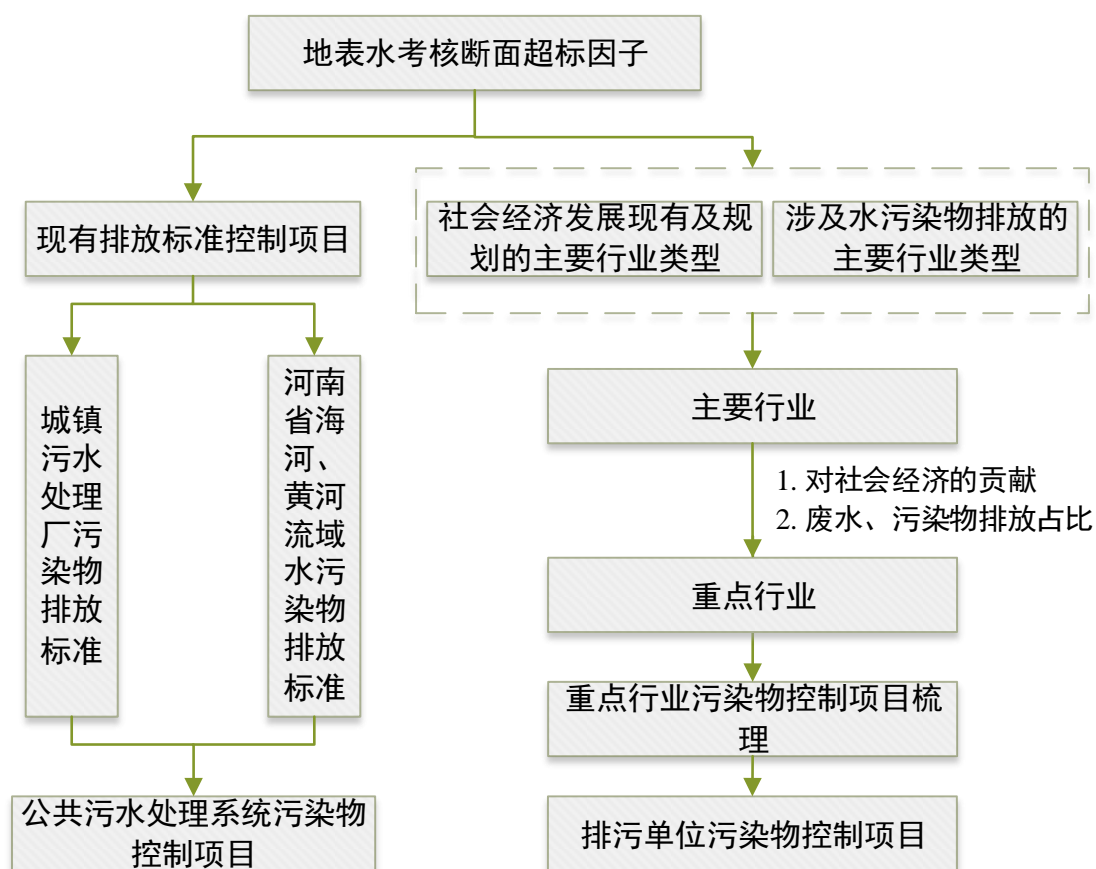 地表水考核断面超标因子
现有排放标准控制项目
社会经济发展现有及规
划的主要行业类型
涉及水污染物排放的
主要行业类型
城镇
污水
处理
厂污
染物
排放
标准
河南
省海
河、
黄河
流域
水污
染物
排放
标准
主要行业
1. 对社会经济的贡献
2. 废水、污染物排放占比
重点行业
重点行业污染物控制项目梳
理
公共污水处理系统污染物
控制项目
排污单位污染物控制项目